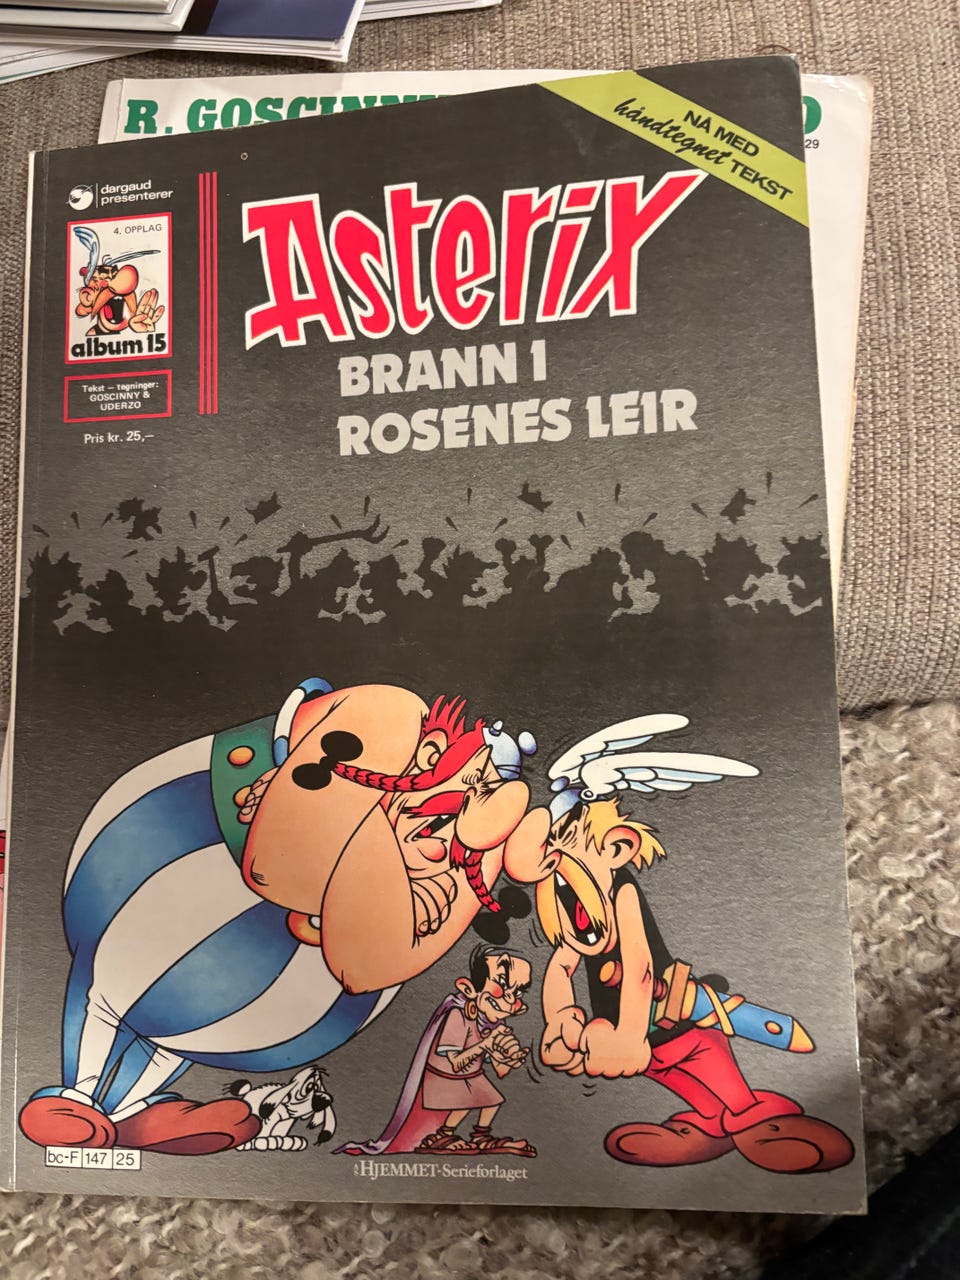 R. GOSCINNY
O
29
NÅ MED
håndtegnet TEKST
dargaud
presenterer
4. OPPLAG
album 15
Tekst – tegninger:
GOSCINNY &
UDERZO
Pris kr. 25,–
Asterix
BRANN I
ROSENES LEIR
bc-F 147 25
A/S HJEMMET-Serieforlaget